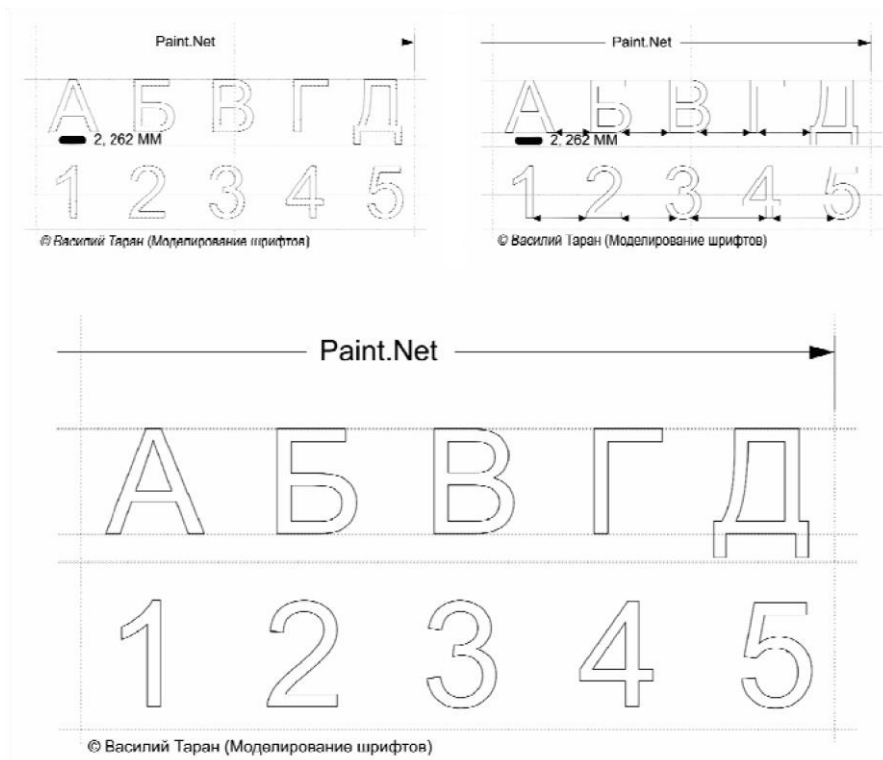 Paint.Net
А Б В Г Д
2, 262 ММ
1 2 3 4 5
© Василий Таран (Моделирование шрифтов)
Paint.Net
А Б В Г Д
2, 262 ММ
1 2 3 4 5
© Василий Таран (Моделирование шрифтов)
Paint.Net
А Б В Г Д
1 2 3 4 5
© Василий Таран (Моделирование шрифтов)